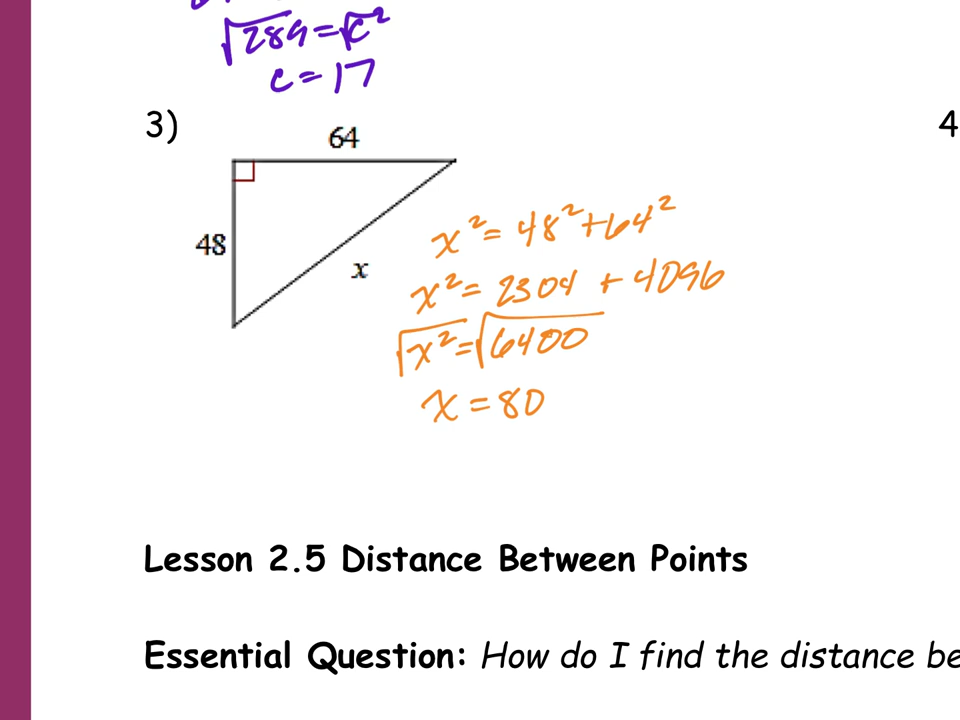 √289 = √c²
c = 17
3)
64
4
48
x
x² = 48² + 64²
x² = 2304 + 4096
√x² = √6400
x = 80
Lesson 2.5 Distance Between Points
Essential Question: How do I find the distance be